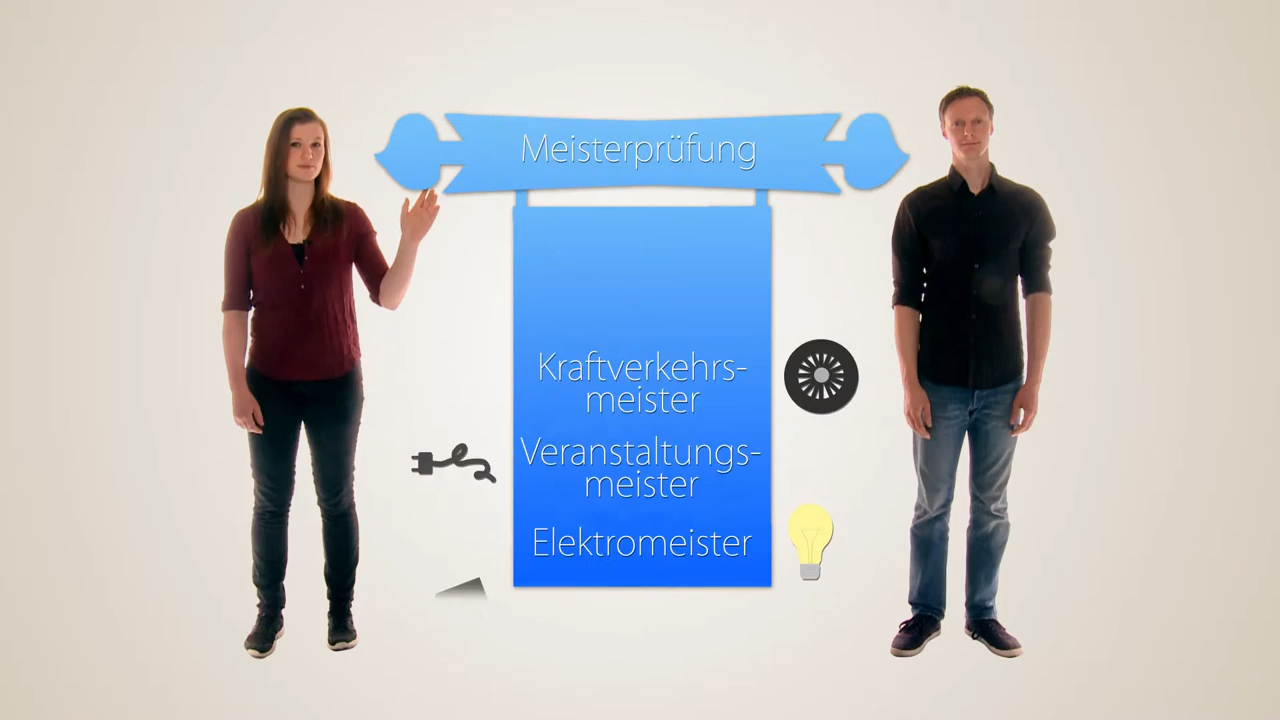 Meisterprüfung
Kraftverkehrs-
meister
Veranstaltungs-
meister
Elektromeister